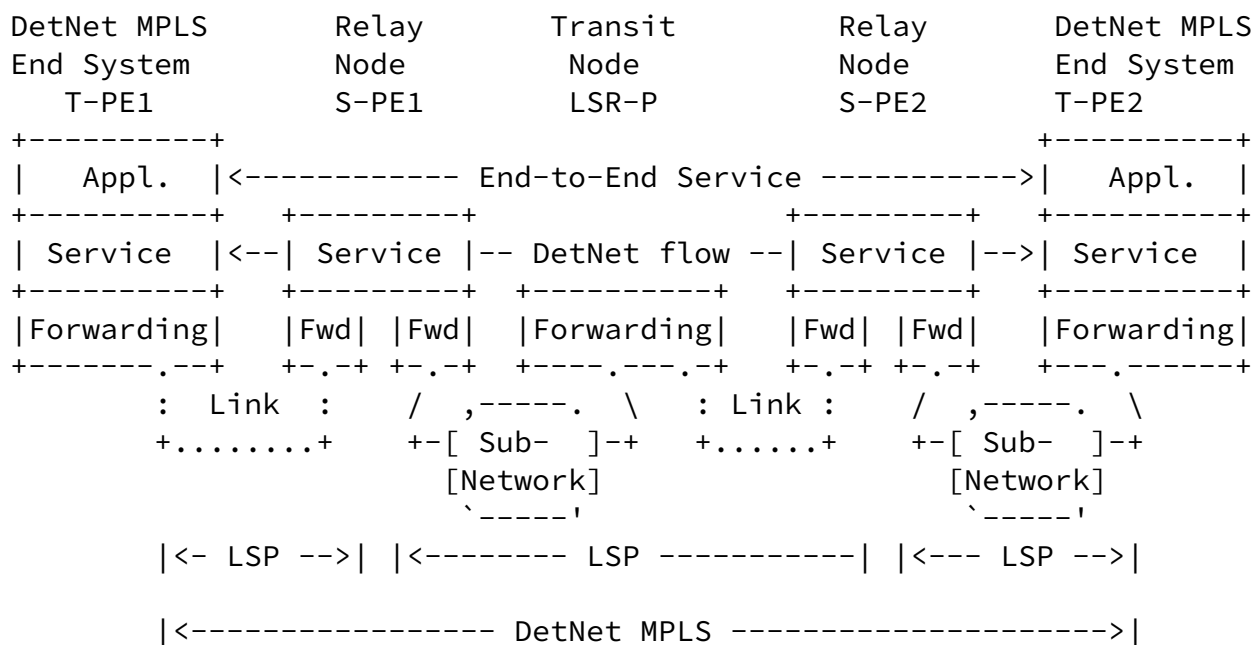 DetNet MPLS       Relay       Transit         Relay       DetNet MPLS
End System        Node         Node           Node        End System
   T-PE1          S-PE1        LSR-P          S-PE2       T-PE2
+----------+                                             +----------+
|   Appl.  |<------------ End-to-End Service ----------->|   Appl.  |
+----------+   +---------+                 +---------+   +----------+
| Service  |<--| Service |-- DetNet flow --| Service |-->| Service  |
+----------+   +---------+  +----------+   +---------+   +----------+
|Forwarding|   |Fwd| |Fwd|  |Forwarding|   |Fwd| |Fwd|   |Forwarding|
+-------.--+   +-.-+ +-.-+  +----.---.-+   +-.-+ +-.-+   +---.------+
        :  Link  :    /  ,-----.  \   : Link :    /  ,-----.  \
        +........+    +-[  Sub-  ]-+   +......+    +-[  Sub-  ]-+
                        [Network]                    [Network]
                         `-----'                      `-----'
        |<- LSP -->| |<-------- LSP -----------| |<--- LSP -->|
        |<----------------- DetNet MPLS --------------------->|